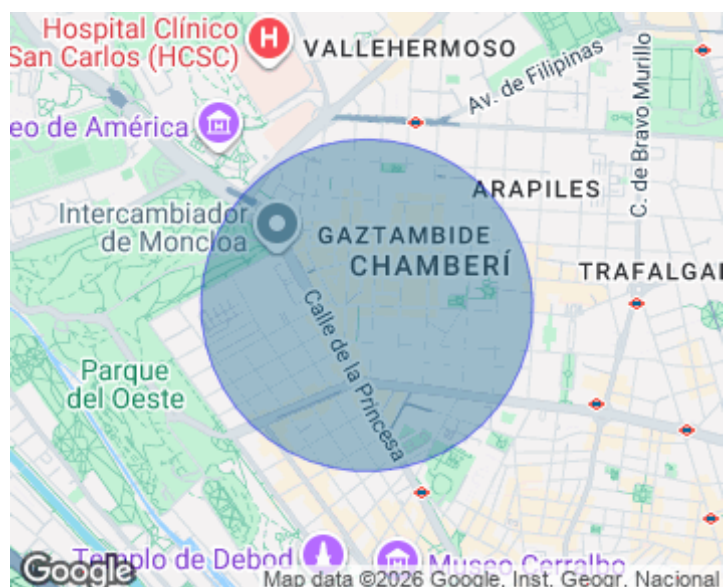 Hospital Clínico
San Carlos (HCSC)
VALLEHERMOSO
Av. de Filipinas
C. de Bravo Murillo
eo de América
ARAPILES
Intercambiador
de Moncloa
GAZTAMBIDE
CHAMBERÍ
TRAFALGAR
Calle de la Princesa
Parque
del Oeste
Templo de Debod
Museo Cerralbo
Google
Map data ©2026 Google, Inst. Geogr. Nacional